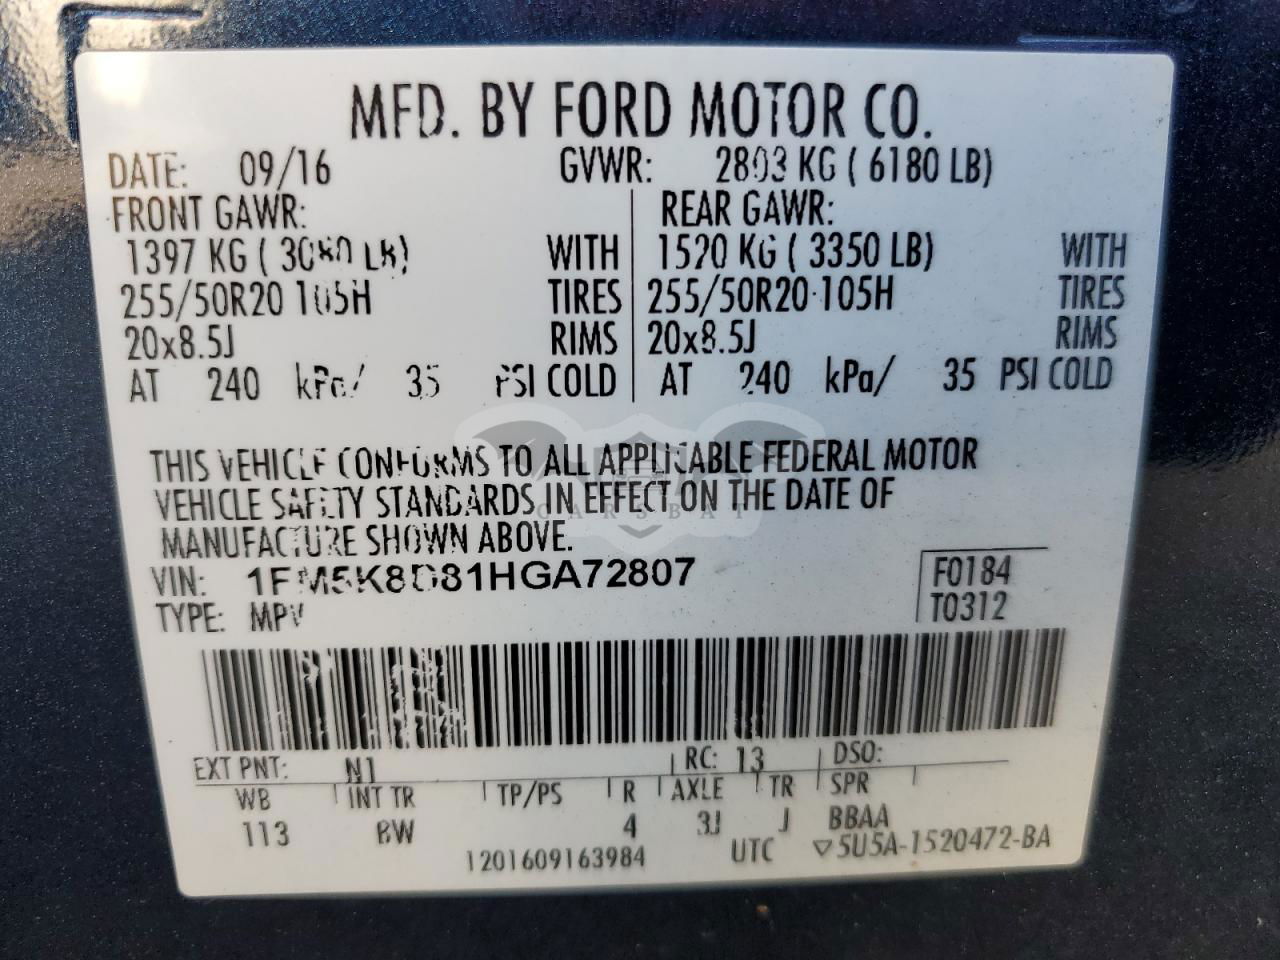 MFD. BY FORD MOTOR CO.
DATE: 09/16 GVWR: 2803 KG ( 6180 LB)
FRONT GAWR: REAR GAWR:
1397 KG ( 3080 LB) WITH 1520 KG ( 3350 LB) WITH
255/50R20 105H TIRES 255/50R20 105H TIRES
20x8.5J RIMS 20x8.5J RIMS
AT 240 kPa/ 35 PSI COLD AT 240 kPa/ 35 PSI COLD
THIS VEHICLE CONFORMS TO ALL APPLICABLE FEDERAL MOTOR
VEHICLE SAFETY STANDARDS IN EFFECT ON THE DATE OF
MANUFACTURE SHOWN ABOVE.
CARSBAT
VIN: 1FM5K8D81HGA72807 F0184
TYPE: MPV T0312
EXT PNT: N1 RC: 13 DSO:
WB INT TR TP/PS R AXLE TR SPR
113 BW 4 3J J BBAA
1201609163984 UTC ▽5U5A-1520472-BA